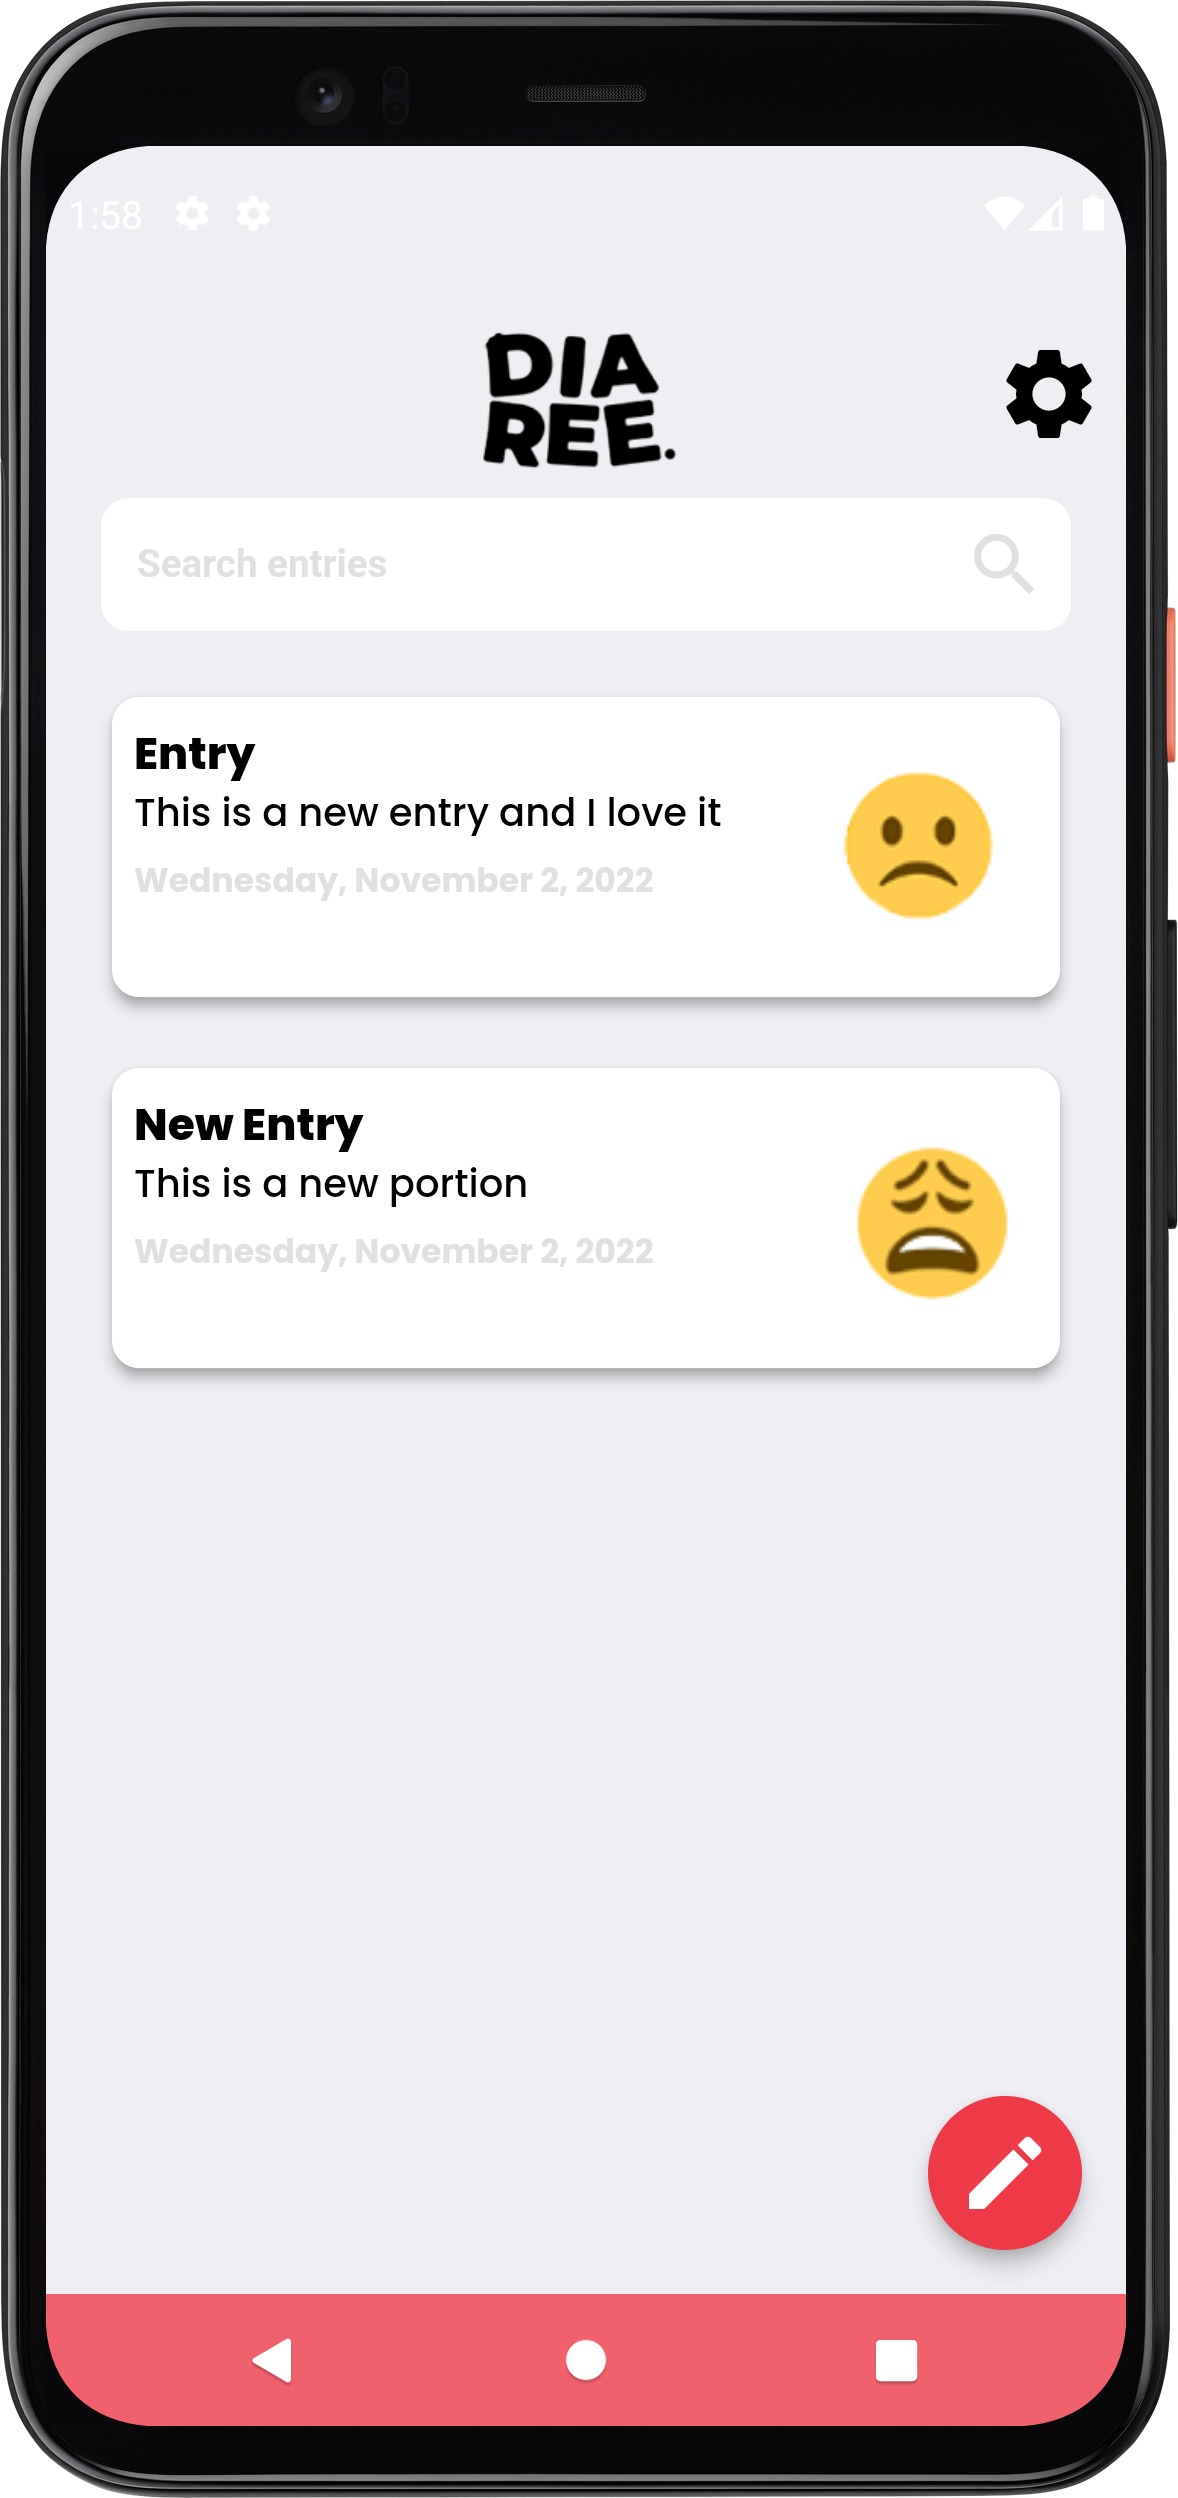 1:58
DIA
REE.
Search entries
Entry
This is a new entry and I love it
Wednesday, November 2, 2022
New Entry
This is a new portion
Wednesday, November 2, 2022